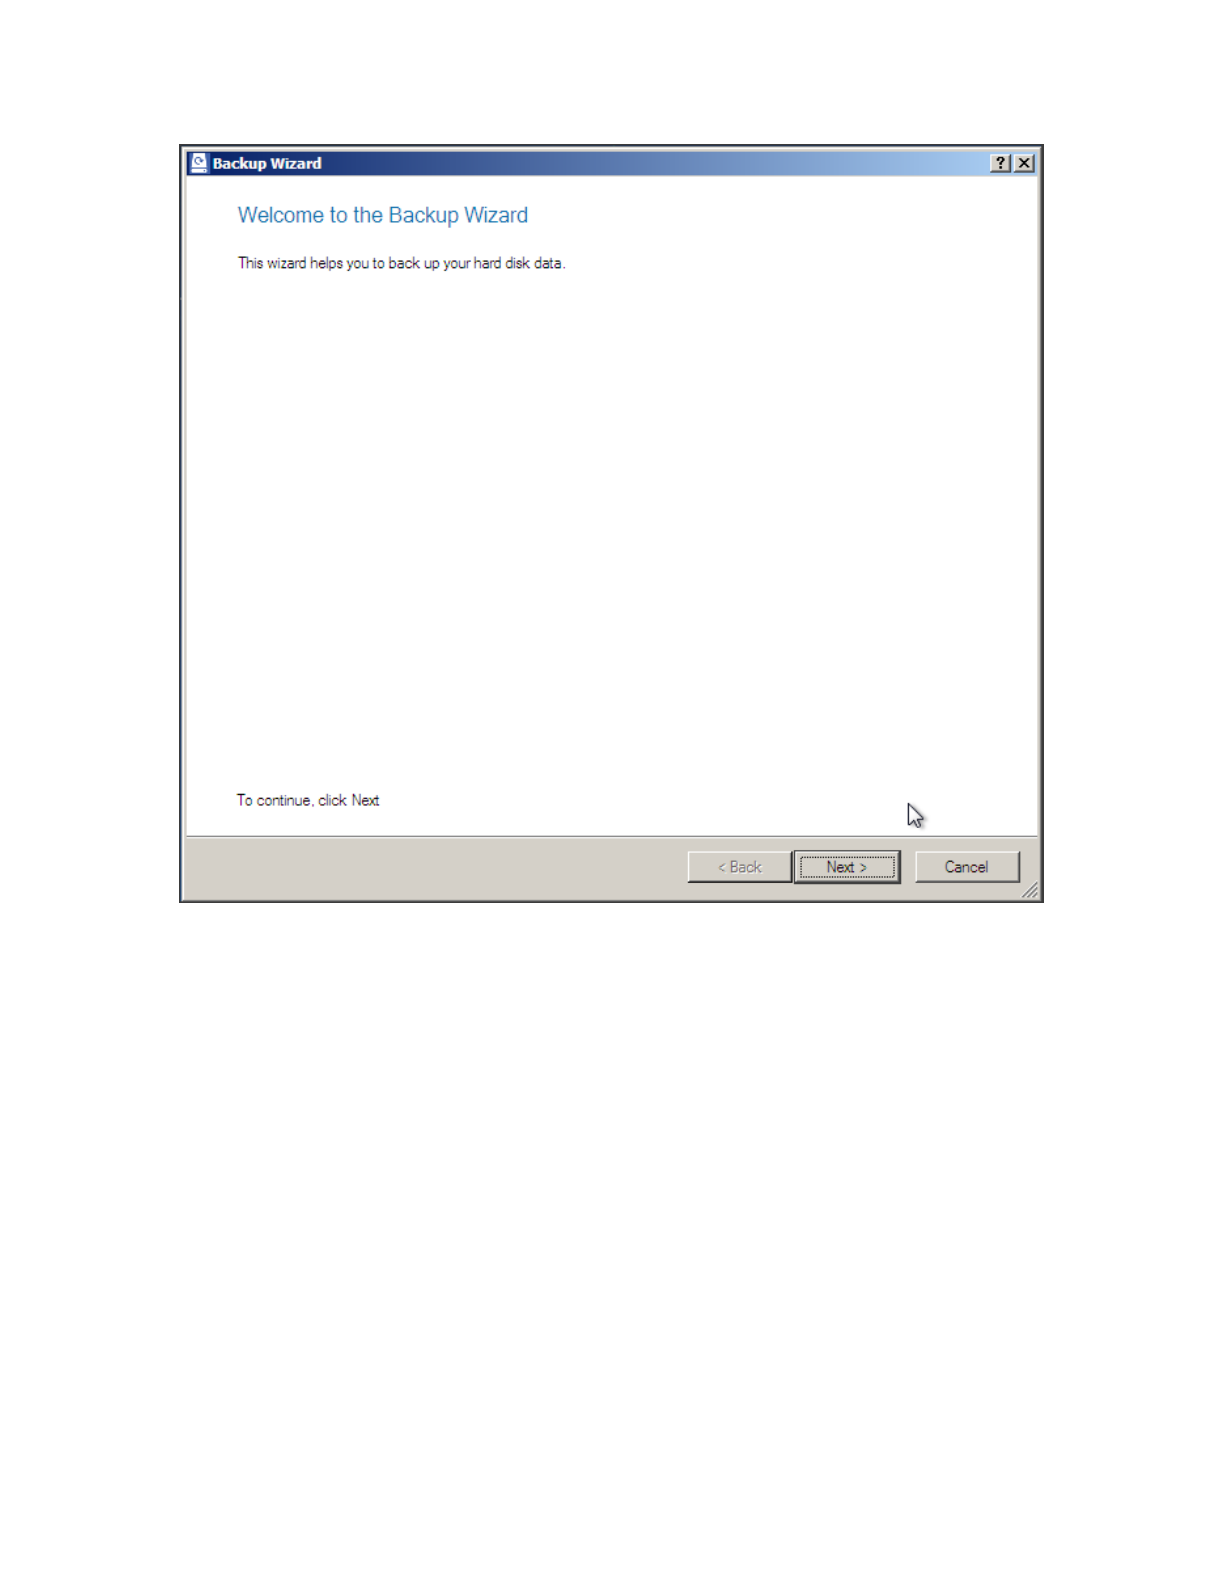 Backup Wizard
Welcome to the Backup Wizard
This wizard helps you to back up your hard disk data.
To continue, click Next
< Back Next > Cancel